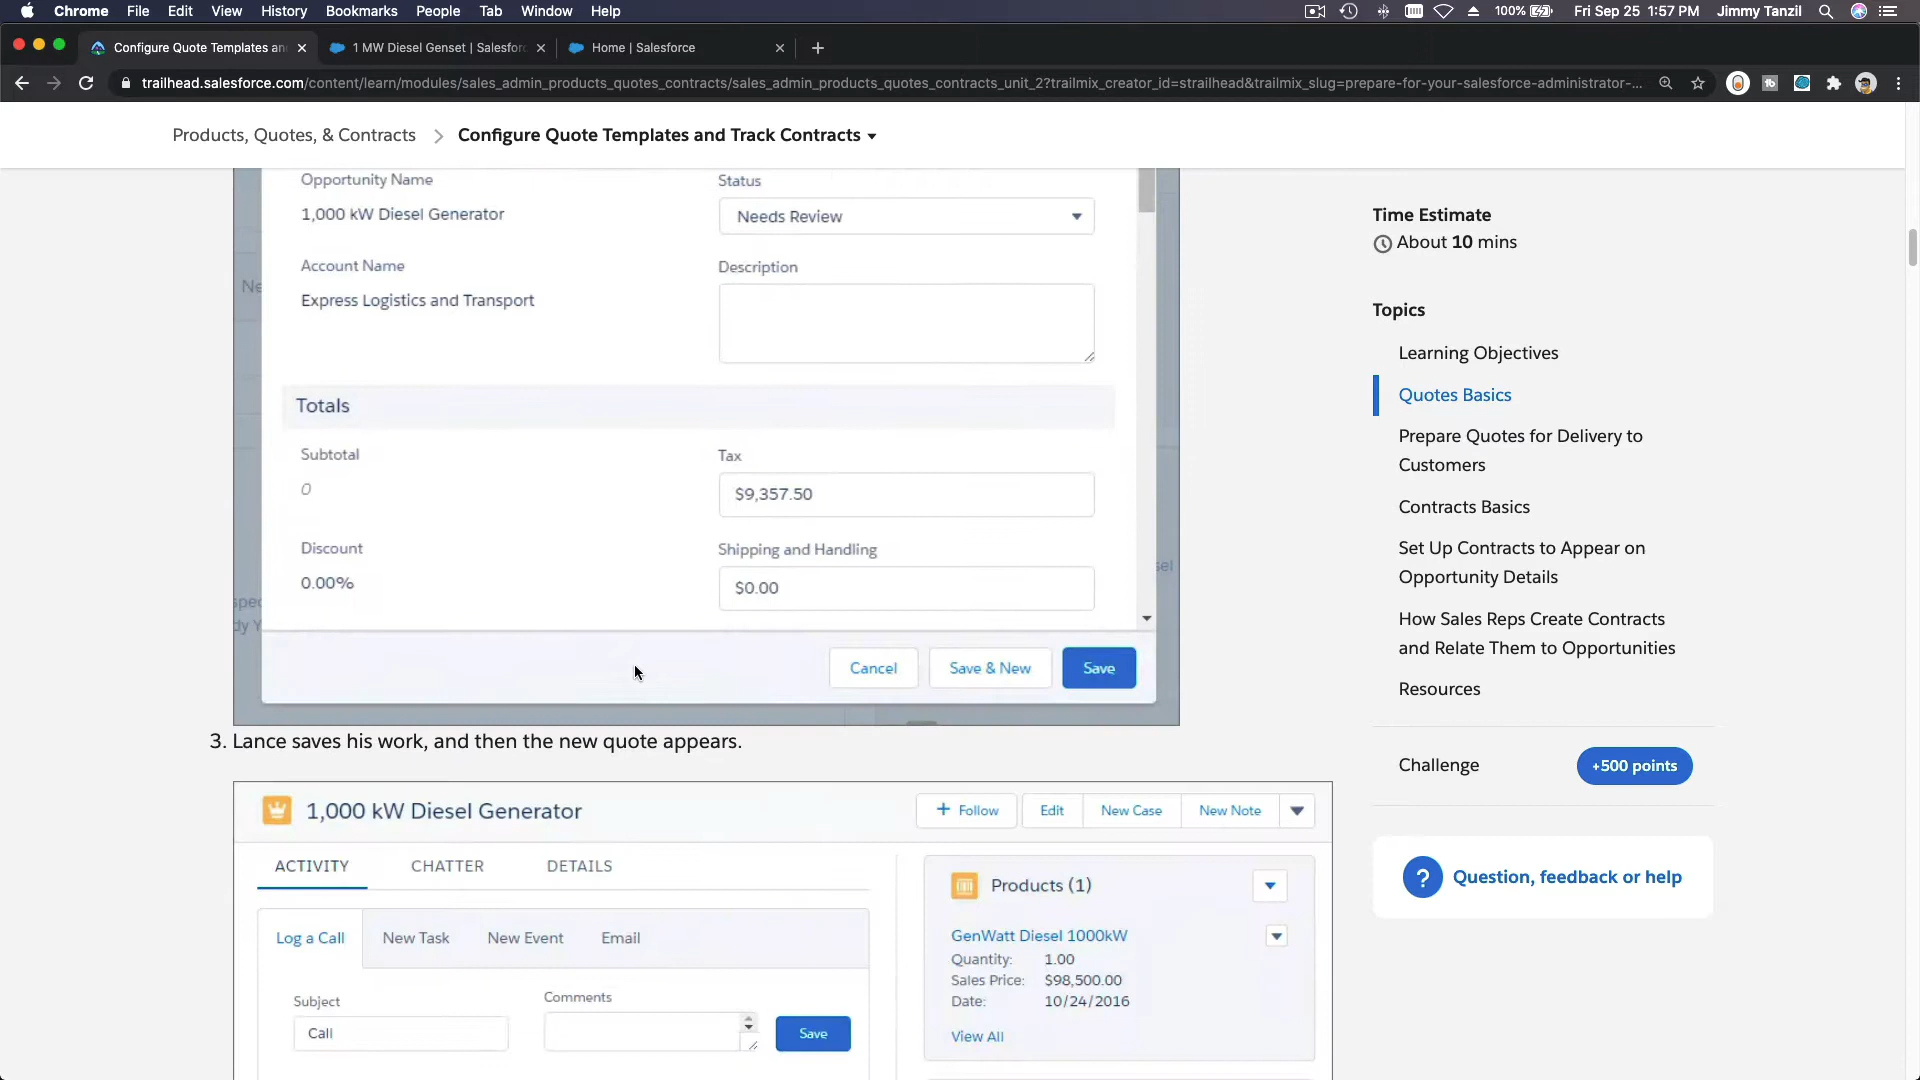 Chrome File Edit View History Bookmarks People Tab Window Help
100% Fri Sep 25 1:57 PM Jimmy Tanzil
Configure Quote Templates an
1 MW Diesel Genset | Salesforc
Home | Salesforce
trailhead.salesforce.com/content/learn/modules/sales_admin_products_quotes_contracts/sales_admin_products_quotes_contracts_unit_2?trailmix_creator_id=strailhead&trailmix_slug=prepare-for-your-salesforce-administrator-...
Products, Quotes, & Contracts
Configure Quote Templates and Track Contracts
Opportunity Name
1,000 kW Diesel Generator
Status
Needs Review
Account Name
Express Logistics and Transport
Description
Totals
Subtotal
0
Tax
$9,357.50
Discount
0.00%
Shipping and Handling
$0.00
Cancel
Save & New
Save
3. Lance saves his work, and then the new quote appears.
1,000 kW Diesel Generator
+ Follow
Edit
New Case
New Note
ACTIVITY
CHATTER
DETAILS
Log a Call
New Task
New Event
Email
Subject
Call
Comments
Save
Products (1)
GenWatt Diesel 1000kW
Quantity: 1.00
Sales Price: $98,500.00
Date: 10/24/2016
View All
Time Estimate
About 10 mins
Topics
Learning Objectives
Quotes Basics
Prepare Quotes for Delivery to
Customers
Contracts Basics
Set Up Contracts to Appear on
Opportunity Details
How Sales Reps Create Contracts
and Relate Them to Opportunities
Resources
Challenge
+500 points
? Question, feedback or help